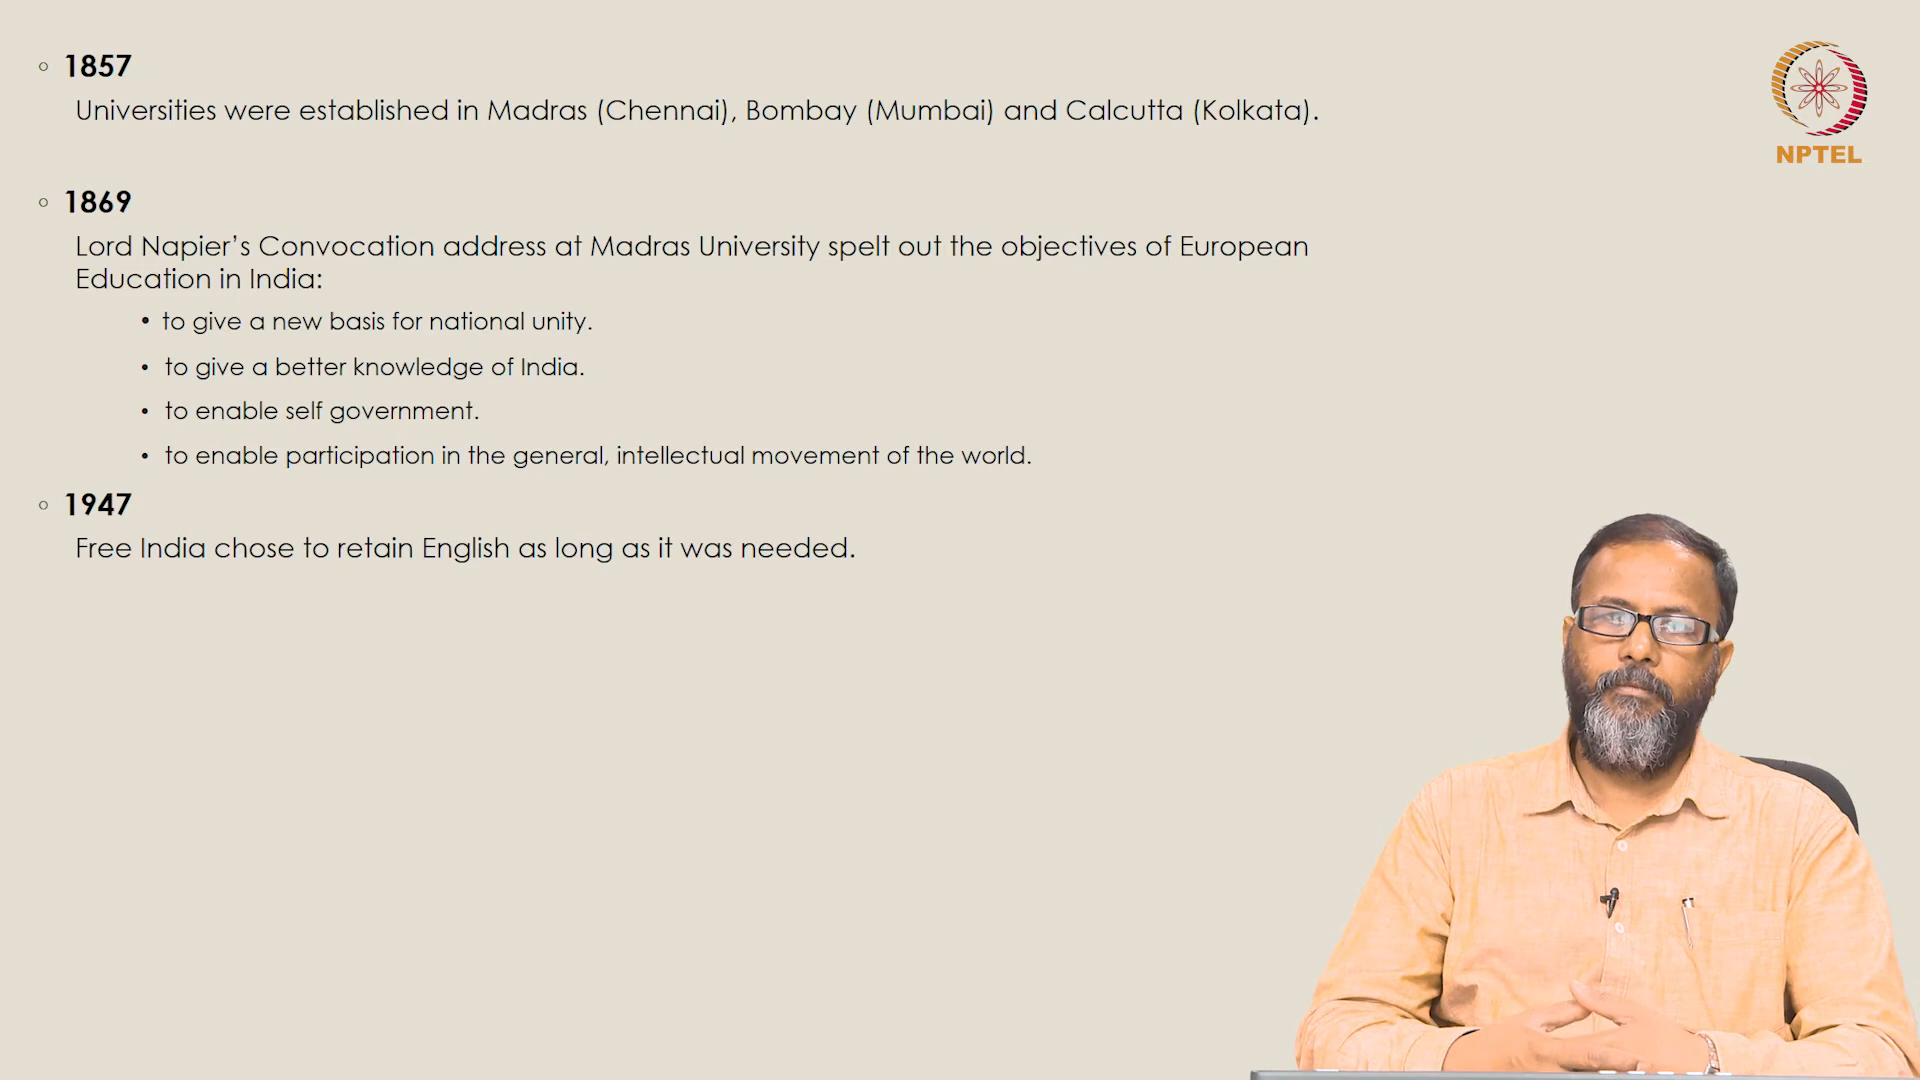 1857
Universities were established in Madras (Chennai), Bombay (Mumbai) and Calcutta (Kolkata).
NPTEL
1869
Lord Napier’s Convocation address at Madras University spelt out the objectives of European
Education in India:
• to give a new basis for national unity.
• to give a better knowledge of India.
• to enable self government.
• to enable participation in the general, intellectual movement of the world.
1947
Free India chose to retain English as long as it was needed.